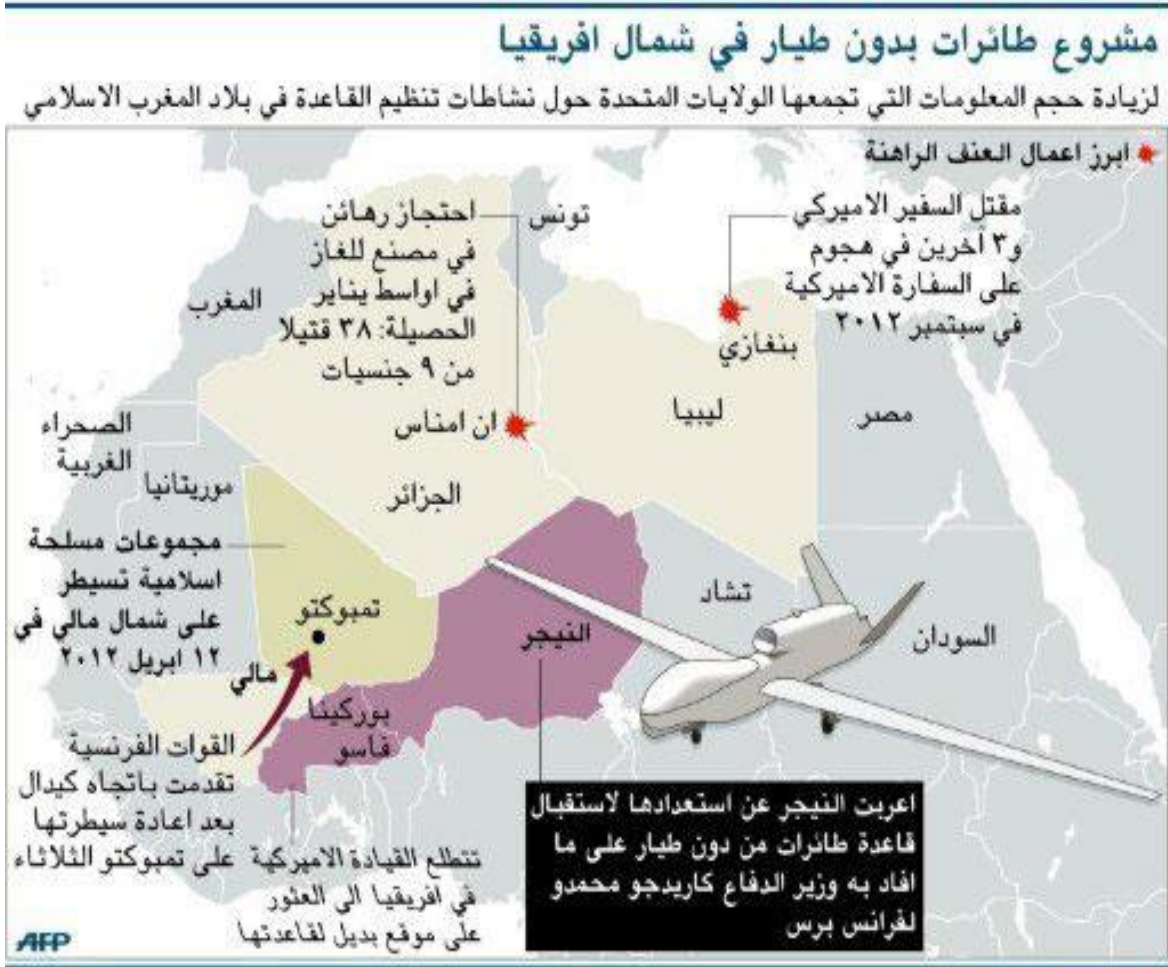 مشروع طائرات بدون طيار في شمال افريقيا
لزيادة حجم المعلومات التي تجمعها الولايات المتحدة حول نشاطات تنظيم القاعدة في بلاد المغرب الاسلامي
ابرز اعمال العنف الراهنة
مقتل السفير الاميركي
و٣ آخرين في هجوم
على السفارة الاميركية
في سبتمبر ٢٠١٢
بنغازي
تونس
احتجاز رهائن
في مصنع للغاز
في اواسط يناير
الحصيلة: ٣٨ قتيلا
من ٩ جنسيات
ان امناس
المغرب
مصر
ليبيا
الجزائر
الصحراء
الغربية
موريتانيا
مجموعات مسلحة
اسلامية تسيطر
على شمال مالي في
١٢ ابريل ٢٠١٢
تمبوكتو
مالي
النيجر
تشاد
السودان
بوركينا
فاسو
القوات الفرنسية
تقدمت باتجاه كيدال
بعد اعادة سيطرتها
على تمبوكتو الثلاثاء
تتطلع القيادة الاميركية
في افريقيا الى العثور
على موقع بديل لقاعدتها
اعربت النيجر عن استعدادها لاستقبال
قاعدة طائرات من دون طيار على ما
افاد به وزير الدفاع كاريدجو محمدو
لفرانس برس
AFP